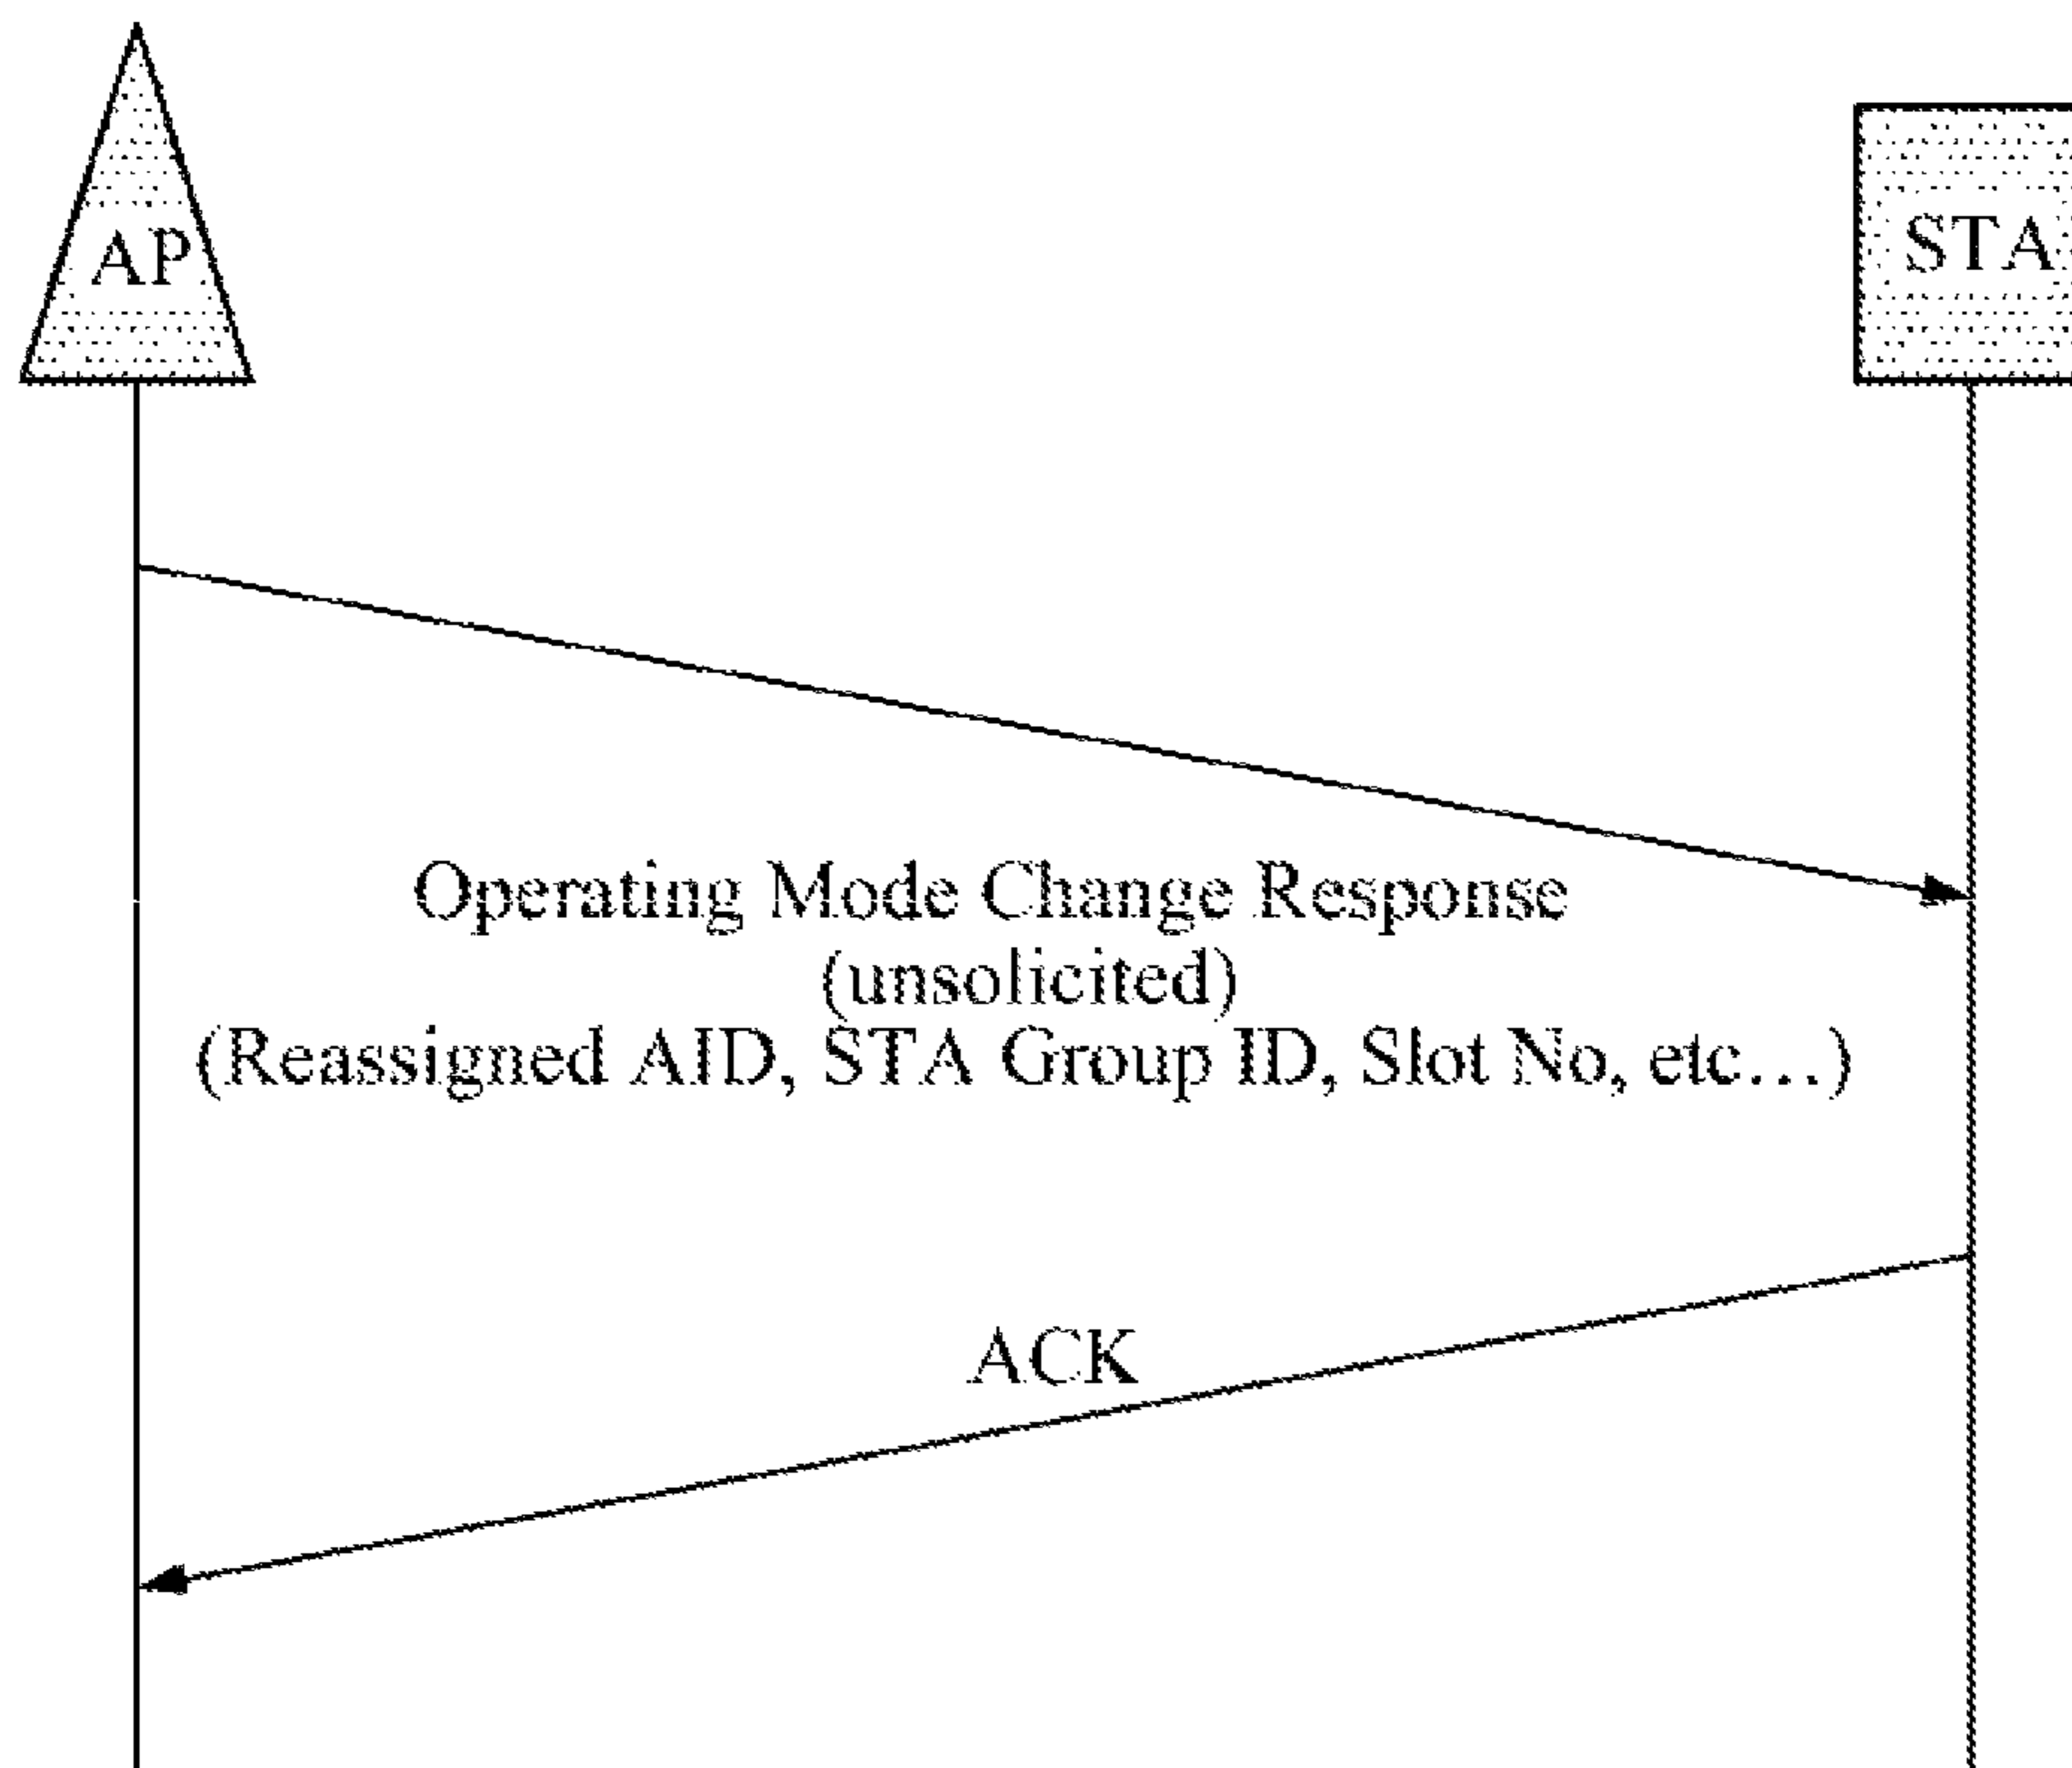 AP
STA
Operating Mode Change Response
(unsolicited)
(Reassigned AID, STA Group ID, Slot No, etc...)
ACK